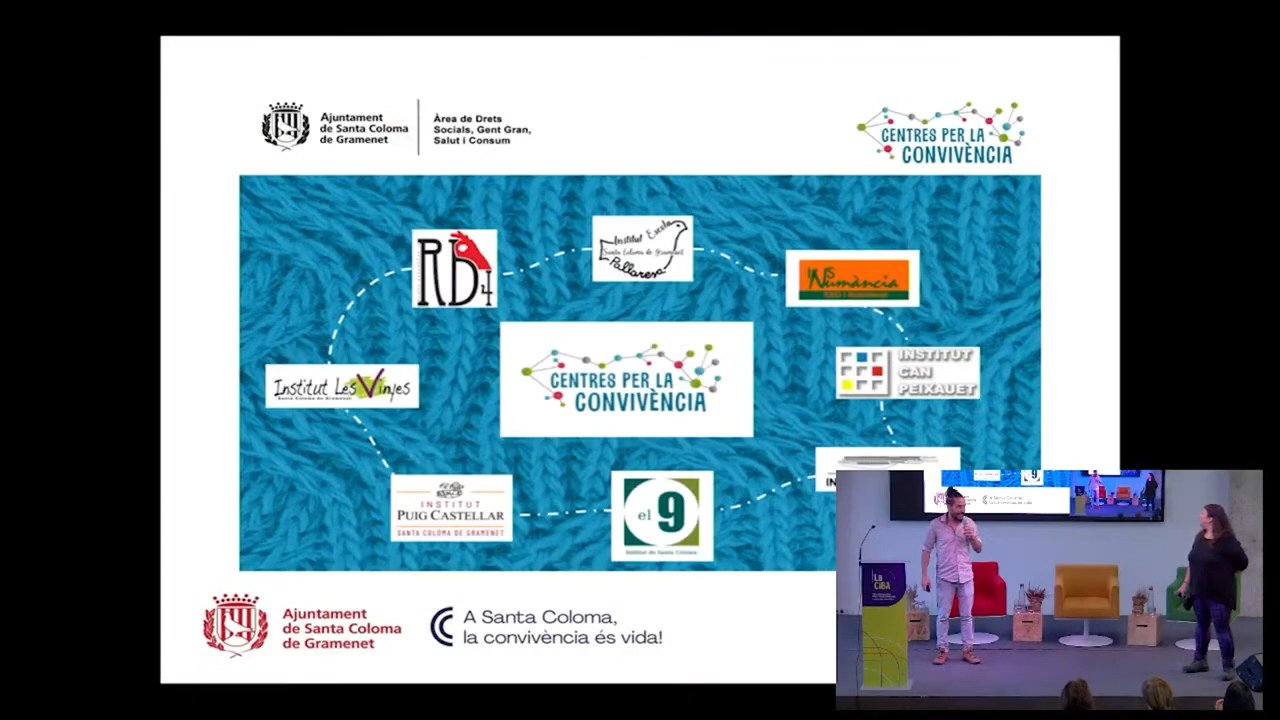 Ajuntament
de Santa Coloma
de Gramenet
Àrea de Drets
Socials, Gent Gran,
Salut i Consum
CENTRES PER LA
CONVIVÈNCIA
RD4
Institut Escola
Santa Coloma de Gramenet
Pallaresa
INS
Numància
Institut Les Vinyes
Santa Coloma de Gramenet
CENTRES PER LA
CONVIVÈNCIA
INSTITUT
CAN
PEIXAUET
INSTITUT
PUIG CASTELLAR
SANTA COLOMA DE GRAMENET
el 9
Institut de Santa Coloma
IN
Ajuntament
de Santa Coloma
de Gramenet
A Santa Coloma,
la convivència és vida!
La
CIBA